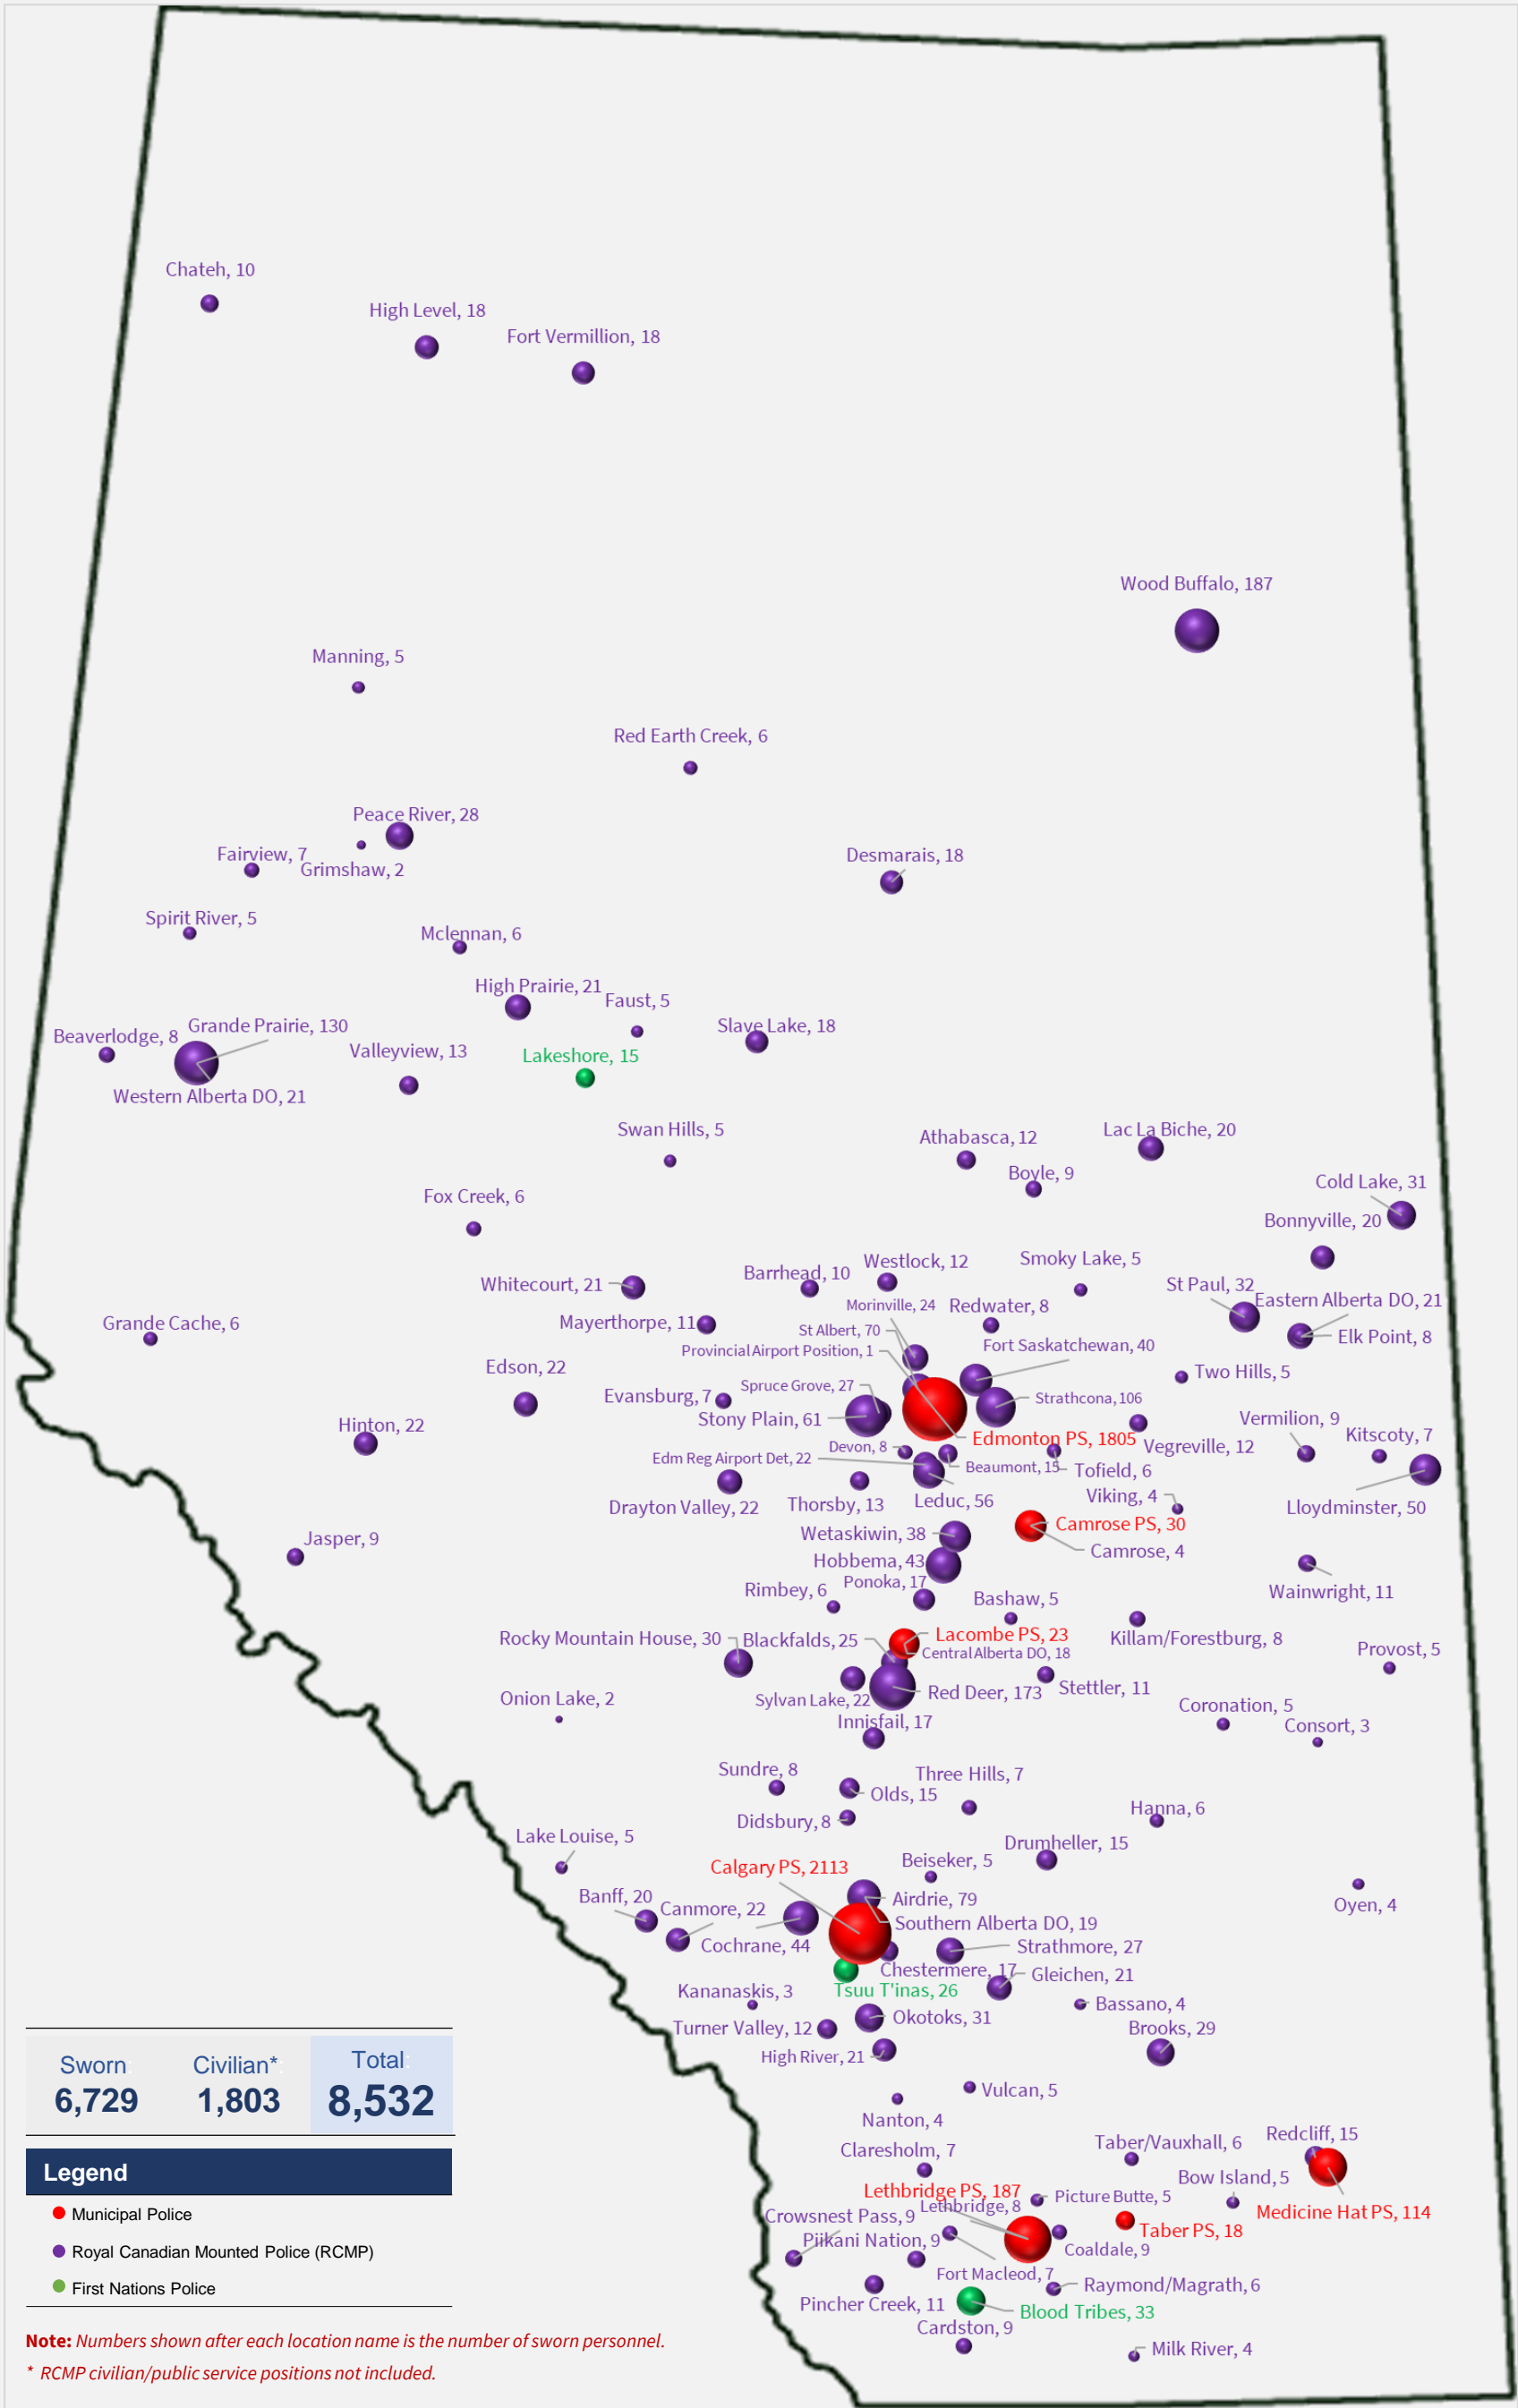 Chateh, 10
High Level, 18
Fort Vermillion, 18
Wood Buffalo, 187
Manning, 5
Red Earth Creek, 6
Peace River, 28
Fairview, 7
Grimshaw, 2
Desmarais, 18
Spirit River, 5
Mclennan, 6
High Prairie, 21
Faust, 5
Beaverlodge, 8
Grande Prairie, 130
Slave Lake, 18
Valleyview, 13
Lakeshore, 15
Western Alberta DO, 21
Swan Hills, 5
Athabasca, 12
Lac La Biche, 20
Boyle, 9
Cold Lake, 31
Fox Creek, 6
Bonnyville, 20
Westlock, 12
Smoky Lake, 5
Barrhead, 10
Whitecourt, 21
St Paul, 32
Eastern Alberta DO, 21
Morinville, 24
Redwater, 8
Grande Cache, 6
Mayerthorpe, 11
St Albert, 70
Elk Point, 8
Fort Saskatchewan, 40
Provincial Airport Position, 1
Edson, 22
Two Hills, 5
Spruce Grove, 27
Evansburg, 7
Strathcona, 106
Stony Plain, 61
Vermilion, 9
Hinton, 22
Kitscoty, 7
Edmonton PS, 1805
Vegreville, 12
Devon, 8
Edm Reg Airport Det, 22
Beaumont, 15
Tofield, 6
Viking, 4
Leduc, 56
Drayton Valley, 22
Thorsby, 13
Lloydminster, 50
Camrose PS, 30
Wetaskiwin, 38
Jasper, 9
Camrose, 4
Hobbema, 43
Ponoka, 17
Rimbey, 6
Wainwright, 11
Bashaw, 5
Lacombe PS, 23
Rocky Mountain House, 30
Blackfalds, 25
Killam/Forestburg, 8
Central Alberta DO, 18
Provost, 5
Stettler, 11
Red Deer, 173
Onion Lake, 2
Sylvan Lake, 22
Coronation, 5
Innisfail, 17
Consort, 3
Sundre, 8
Three Hills, 7
Olds, 15
Hanna, 6
Didsbury, 8
Lake Louise, 5
Drumheller, 15
Beiseker, 5
Calgary PS, 2113
Banff, 20
Airdrie, 79
Oyen, 4
Canmore, 22
Southern Alberta DO, 19
Cochrane, 44
Strathmore, 27
Chestermere, 17
Gleichen, 21
Kananaskis, 3
Tsuu T'inas, 26
Bassano, 4
Okotoks, 31
Turner Valley, 12
Brooks, 29
High River, 21
Vulcan, 5
Nanton, 4
Redcliff, 15
Taber/Vauxhall, 6
Claresholm, 7
Bow Island, 5
Lethbridge PS, 187
Picture Butte, 5
Lethbridge, 8
Medicine Hat PS, 114
Crowsnest Pass, 9
Taber PS, 18
Piikani Nation, 9
Coaldale, 9
Fort Macleod, 7
Raymond/Magrath, 6
Pincher Creek, 11
Blood Tribes, 33
Cardston, 9
Milk River, 4
Sworn: Civilian*: Total:
6,729 1,803 8,532
Legend
Municipal Police
Royal Canadian Mounted Police (RCMP)
First Nations Police
Note: Numbers shown after each location name is the number of sworn personnel.
* RCMP civilian/public service positions not included.